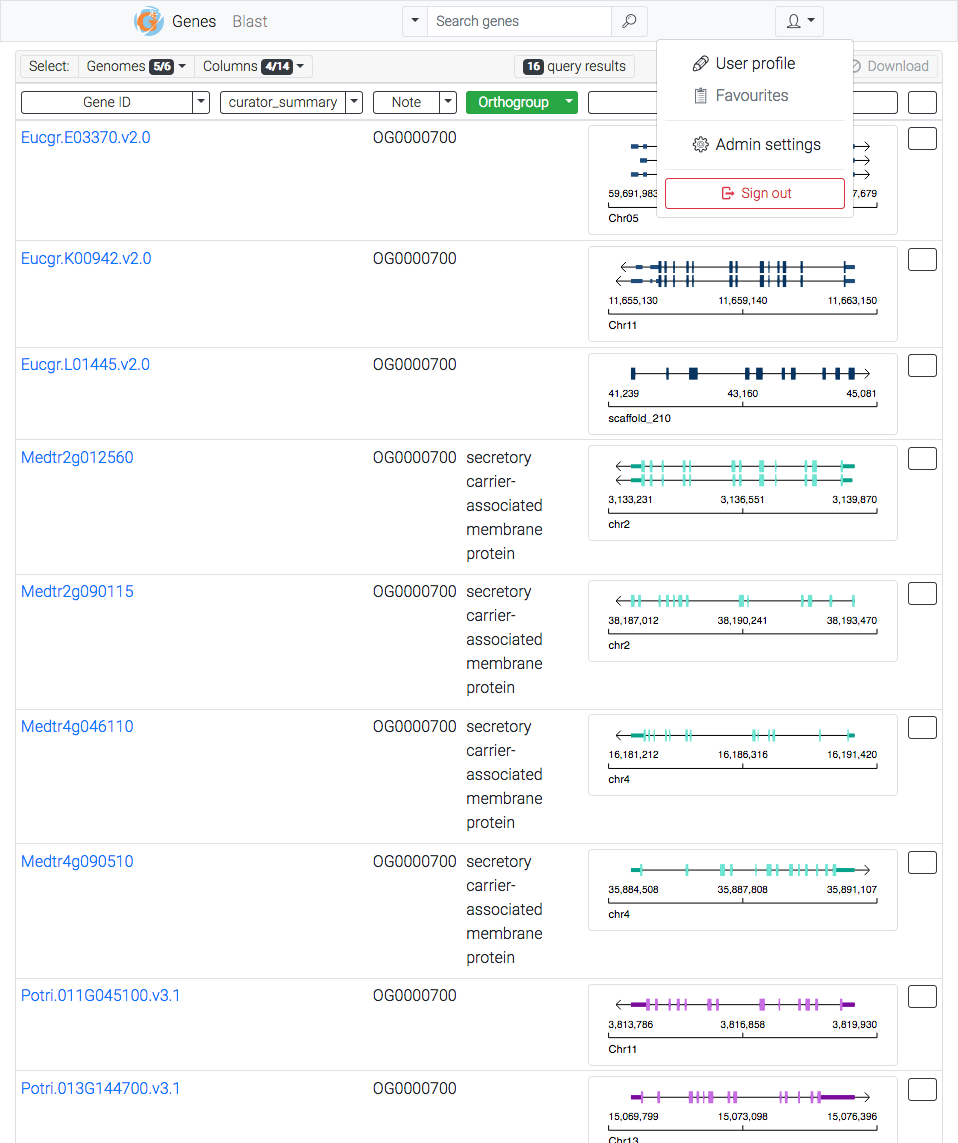 Genes Blast Search genes
User profile
Favourites
Admin settings
Sign out
Select: Genomes 5/6 Columns 4/14 16 query results Download
Gene ID curator_summary Note Orthogroup
Eucgr.E03370.v2.0 OG0000700
59,691,983 7,679
Chr05
Eucgr.K00942.v2.0 OG0000700
11,655,130 11,659,140 11,663,150
Chr11
Eucgr.L01445.v2.0 OG0000700
41,239 43,160 45,081
scaffold_210
Medtr2g012560 OG0000700 secretory
carrier-
associated
membrane
protein
3,133,231 3,136,551 3,139,870
chr2
Medtr2g090115 OG0000700 secretory
carrier-
associated
membrane
protein
38,187,012 38,190,241 38,193,470
chr2
Medtr4g046110 OG0000700 secretory
carrier-
associated
membrane
protein
16,181,212 16,186,316 16,191,420
chr4
Medtr4g090510 OG0000700 secretory
carrier-
associated
membrane
protein
35,884,508 35,887,808 35,891,107
chr4
Potri.011G045100.v3.1 OG0000700
3,813,786 3,816,858 3,819,930
Chr11
Potri.013G144700.v3.1 OG0000700
15,069,799 15,073,098 15,076,396
Chr13